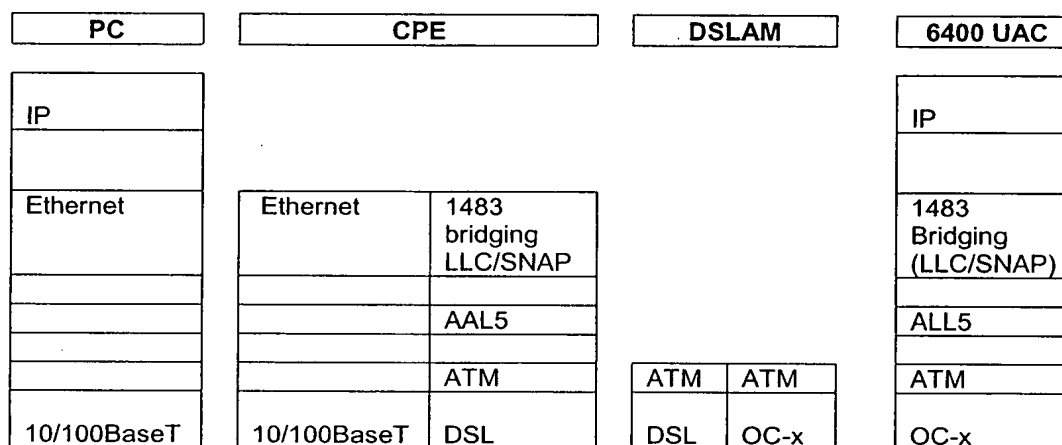 PC CPE DSLAM 6400 UAC
IP IP
Ethernet Ethernet 1483 1483
bridging Bridging
LLC/SNAP (LLC/SNAP)
AAL5 ALL5
ATM ATM ATM ATM
10/100BaseT 10/100BaseT DSL DSL OC-x OC-x